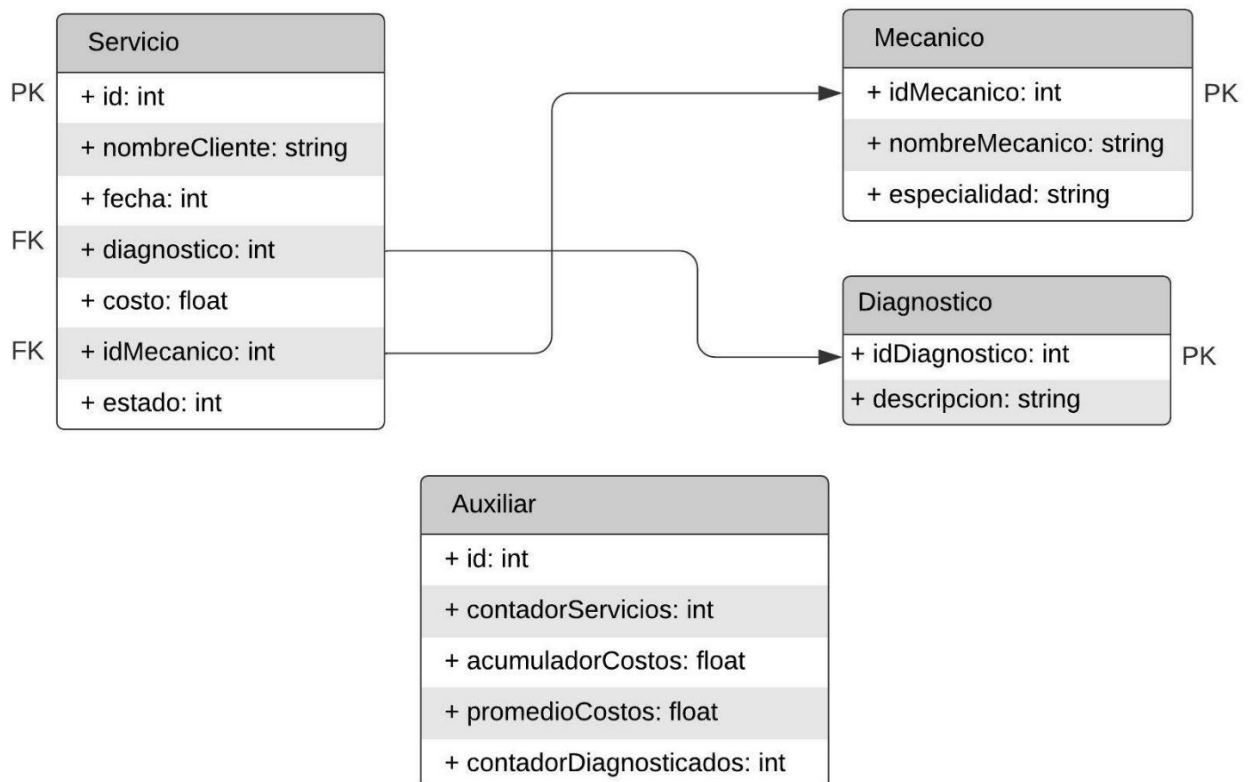 Servicio
PK
+ id: int
+ nombreCliente: string
+ fecha: int
FK
+ diagnostico: int
+ costo: float
FK
+ idMecanico: int
+ estado: int
Mecanico
+ idMecanico: int
PK
+ nombreMecanico: string
+ especialidad: string
Diagnostico
+ idDiagnostico: int
PK
+ descripcion: string
Auxiliar
+ id: int
+ contadorServicios: int
+ acumuladorCostos: float
+ promedioCostos: float
+ contadorDiagnosticados: int